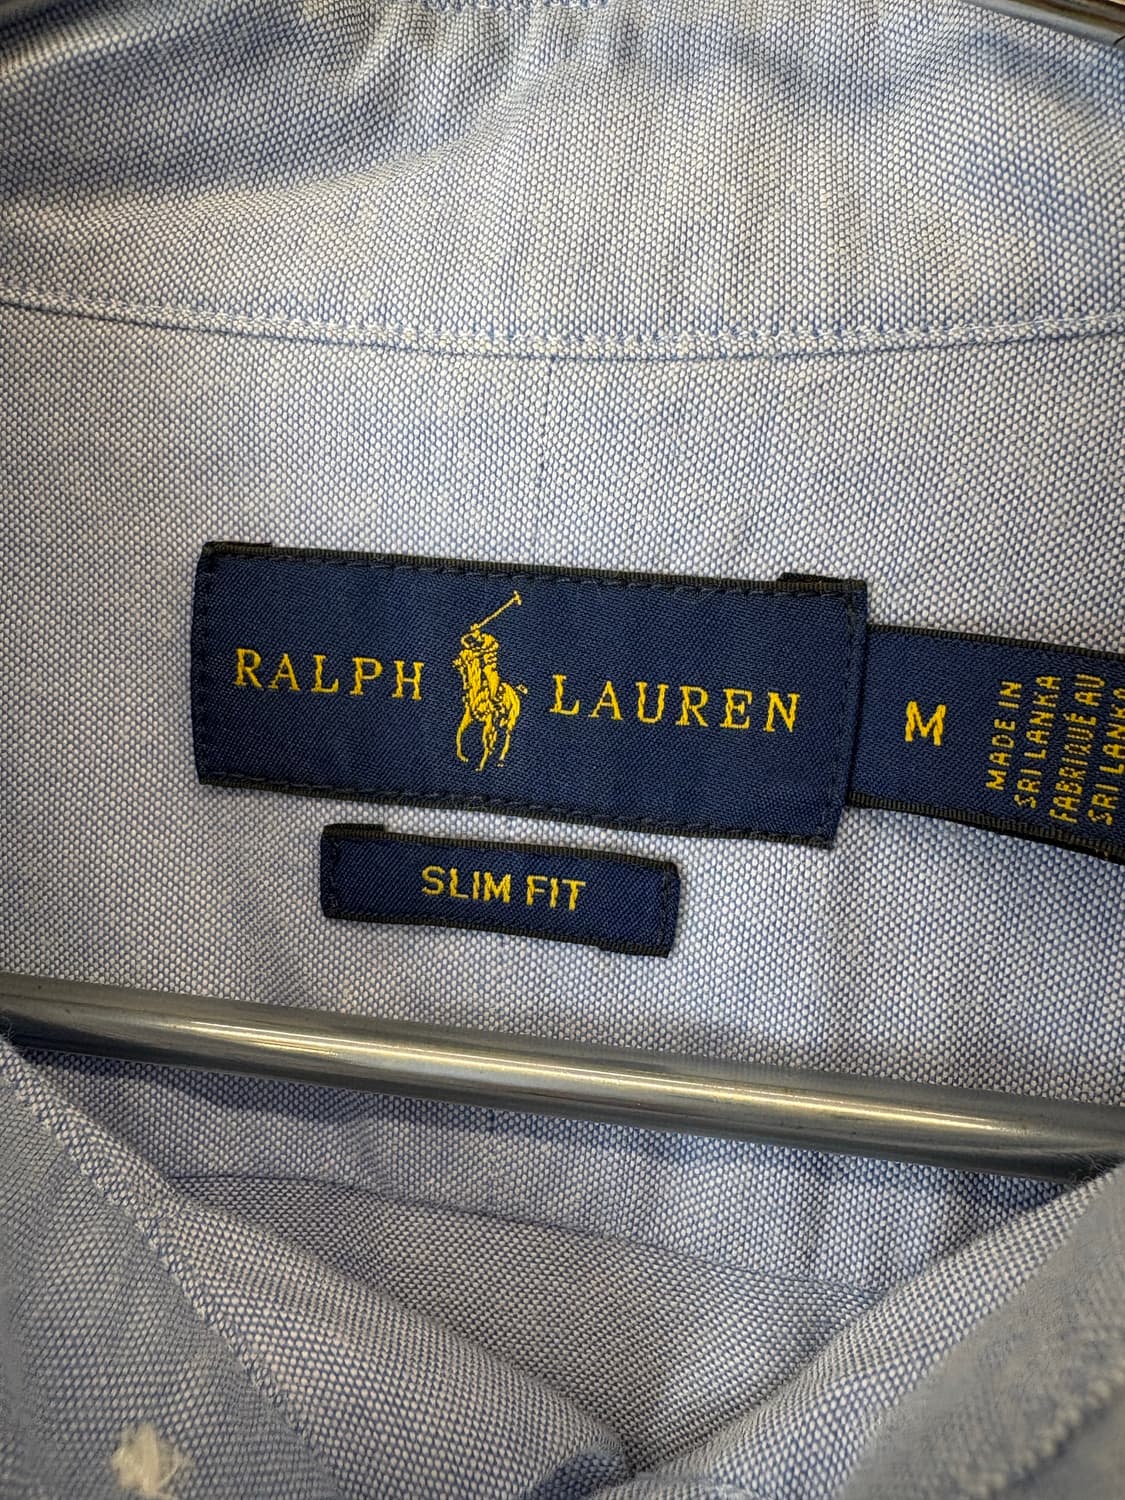 RALPH LAUREN
SLIM FIT
M
MADE IN
SRI LANKA
FABRIQUÉ AU
SRI LANKA